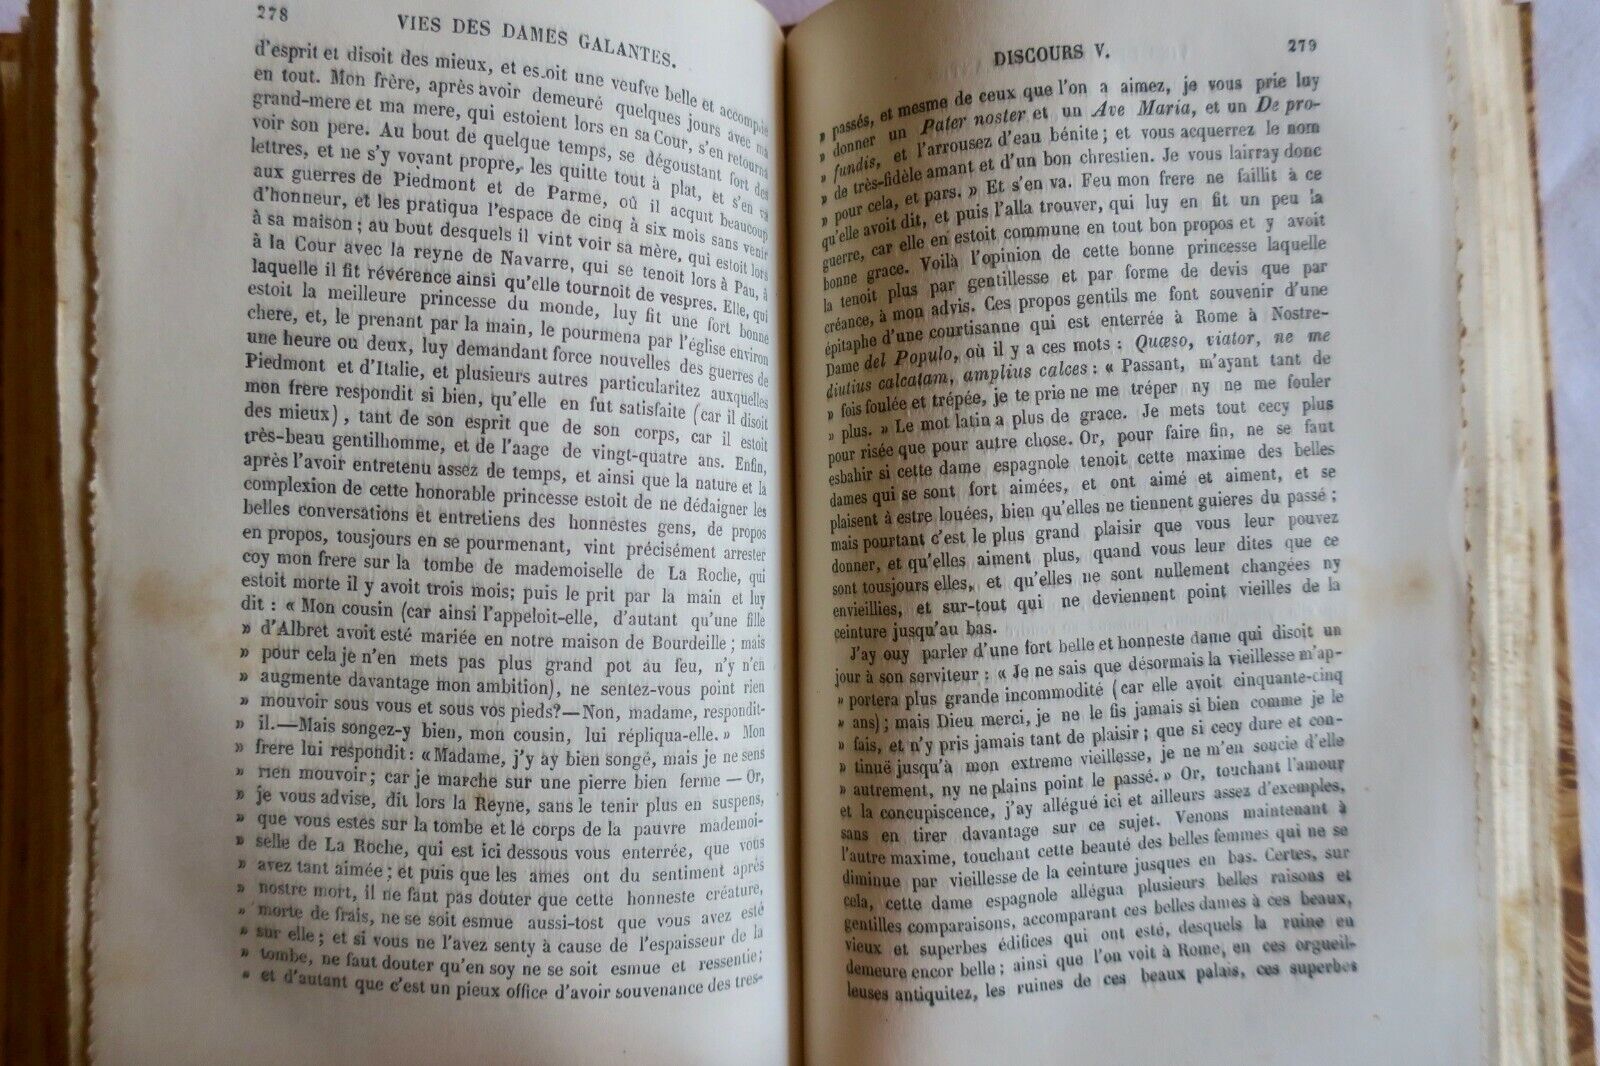 278
VIES DES DAMES GALANTES.
d'esprit et disoit des mieux, et es oit une veufve belle et accomplie
en tout. Mon frère, après avoir demeuré quelques jours avec ma
grand-mere et ma mere, qui estoient lors en sa Cour, s'en retourna
voir son pere. Au bout de quelque temps, se dégoustant fort des
lettres, et ne s'y voyant propre, les quitte tout à plat, et s'en va
aux guerres de Piedmont et de Parme, où il acquit beaucoup
d'honneur, et les pratiqua l'espace de cinq à six mois sans venir
à sa maison ; au bout desquels il vint voir sa mère, qui estoit lors
à la Cour avec la reyne de Navarre, qui se tenoit lors à Pau, à
laquelle il fit révérence ainsi qu'elle tournoit de vespres. Elle, qui
estoit la meilleure princesse du monde, luy fit une fort bonne
chere, et, le prenant par la main, le pourmena par l'église environ
une heure ou deux, luy demandant force nouvelles des guerres de
Piedmont et d'Italie, et plusieurs autres particularitez auxquelles
mon frere respondit si bien, qu'elle en fut satisfaite (car il disoit
des mieux), tant de son esprit que de son corps, car il estoit
très-beau gentilhomme, et de l'aage de vingt-quatre ans. Enfin,
après l'avoir entretenu assez de temps, et ainsi que la nature et la
complexion de cette honorable princesse estoit de ne dédaigner les
belles conversations et entretiens des honnestes gens, de propos
en propos, tousjours en se pourmenant, vint précisément arrester
coy mon frere sur la tombe de mademoiselle de La Roche, qui
estoit morte il y avoit trois mois; puis le prit par la main et luy
dit : « Mon cousin (car ainsi l'appeloit-elle, d'autant qu'une fille
» d'Albret avoit esté mariée en notre maison de Bourdeille ; mais
» pour cela je n'en mets pas plus grand pot au feu, n'y n'en
» augmente davantage mon ambition), ne sentez-vous point rien
» mouvoir sous vous et sous vos pieds?—Non, madame, respondit-
» il.—Mais songez-y bien, mon cousin, lui répliqua-elle. » Mon
» frere lui respondit : « Madame, j'y ay bien songé, mais je ne sens
» rien mouvoir ; car je marche sur une pierre bien ferme — Or,
» je vous advise, dit lors la Reyne, sans le tenir plus en suspens,
» que vous estes sur la tombe et le corps de la pauvre mademoi-
» selle de La Roche, qui est ici dessous vous enterrée, que vous
» avez tant aimée ; et puis que les ames ont du sentiment après
» nostre mort, il ne faut pas douter que cette honneste créature,
» morte de frais, ne se soit esmue aussi-tost que vous avez esté
» sur elle ; et si vous ne l'avez senty à cause de l'espaisseur de la
» tombe, ne faut douter qu'en soy ne se soit esmue et ressentie ;
» et d'autant que c'est un pieux office d'avoir souvenance des tres-
DISCOURS V.
279
» passés, et mesme de ceux que l'on a aimez, je vous prie luy
» donner un Pater noster et un Ave Maria, et un De pro-
» fundis, et l'arrousez d'eau bénite ; et vous acquerrez le nom
» de très-fidèle amant et d'un bon chrestien. Je vous lairray donc
» pour cela, et pars. » Et s'en va. Feu mon frere ne faillit à ce
qu'elle avoit dit, et puis l'alla trouver, qui luy en fit un peu la
guerre, car elle en estoit commune en tout bon propos et y avoit
bonne grace. Voilà l'opinion de cette bonne princesse laquelle
la tenoit plus par gentillesse et par forme de devis que par
créance, à mon advis. Ces propos gentils me font souvenir d'une
épitaphe d'une courtisanne qui est enterrée à Rome à Nostre-
Dame del Populo, où il y a ces mots : Quæso, viator, ne me
diutius calcatam, amplius calces : « Passant, m'ayant tant de
» fois foulée et trépée, je te prie ne me tréper ny ne me fouler
» plus. » Le mot latin a plus de grace. Je mets tout cecy plus
pour risée que pour autre chose. Or, pour faire fin, ne se faut
esbahir si cette dame espagnole tenoit cette maxime des belles
dames qui se sont fort aimées, et ont aimé et aiment, et se
plaisent à estre louées, bien qu'elles ne tiennent guieres du passé ;
mais pourtant c'est le plus grand plaisir que vous leur pouvez
donner, et qu'elles aiment plus, quand vous leur dites que ce
sont tousjours elles, et qu'elles ne sont nullement changées ny
envieillies, et sur-tout qui ne deviennent point vieilles de la
ceinture jusqu'au bas.
J'ay ouy parler d'une fort belle et honneste dame qui disoit un
jour à son serviteur : « Je ne sais que désormais la vieillesse m'ap-
» portera plus grande incommodité (car elle avoit cinquante-cinq
» ans) ; mais Dieu merci, je ne le fis jamais si bien comme je le
» fais, et n'y pris jamais tant de plaisir ; que si cecy dure et con-
» tinuë jusqu'à mon extreme vieillesse, je ne m'en soucie d'elle
» autrement, ny ne plains point le passé. » Or, touchant l'amour
et la concupiscence, j'ay allégué ici et ailleurs assez d'exemples,
sans en tirer davantage sur ce sujet. Venons maintenant à
l'autre maxime, touchant cette beauté des belles femmes qui ne se
diminue par vieillesse de la ceinture jusques en bas. Certes, sur
cela, cette dame espagnole allégua plusieurs belles raisons et
gentilles comparaisons, accomparant ces belles dames à ces beaux,
vieux et superbes édifices qui ont esté, desquels la ruine en
demeure encor belle ; ainsi que l'on voit à Rome, en ces orgueil-
leuses antiquitez, les ruines de ces beaux palais, ces superbes